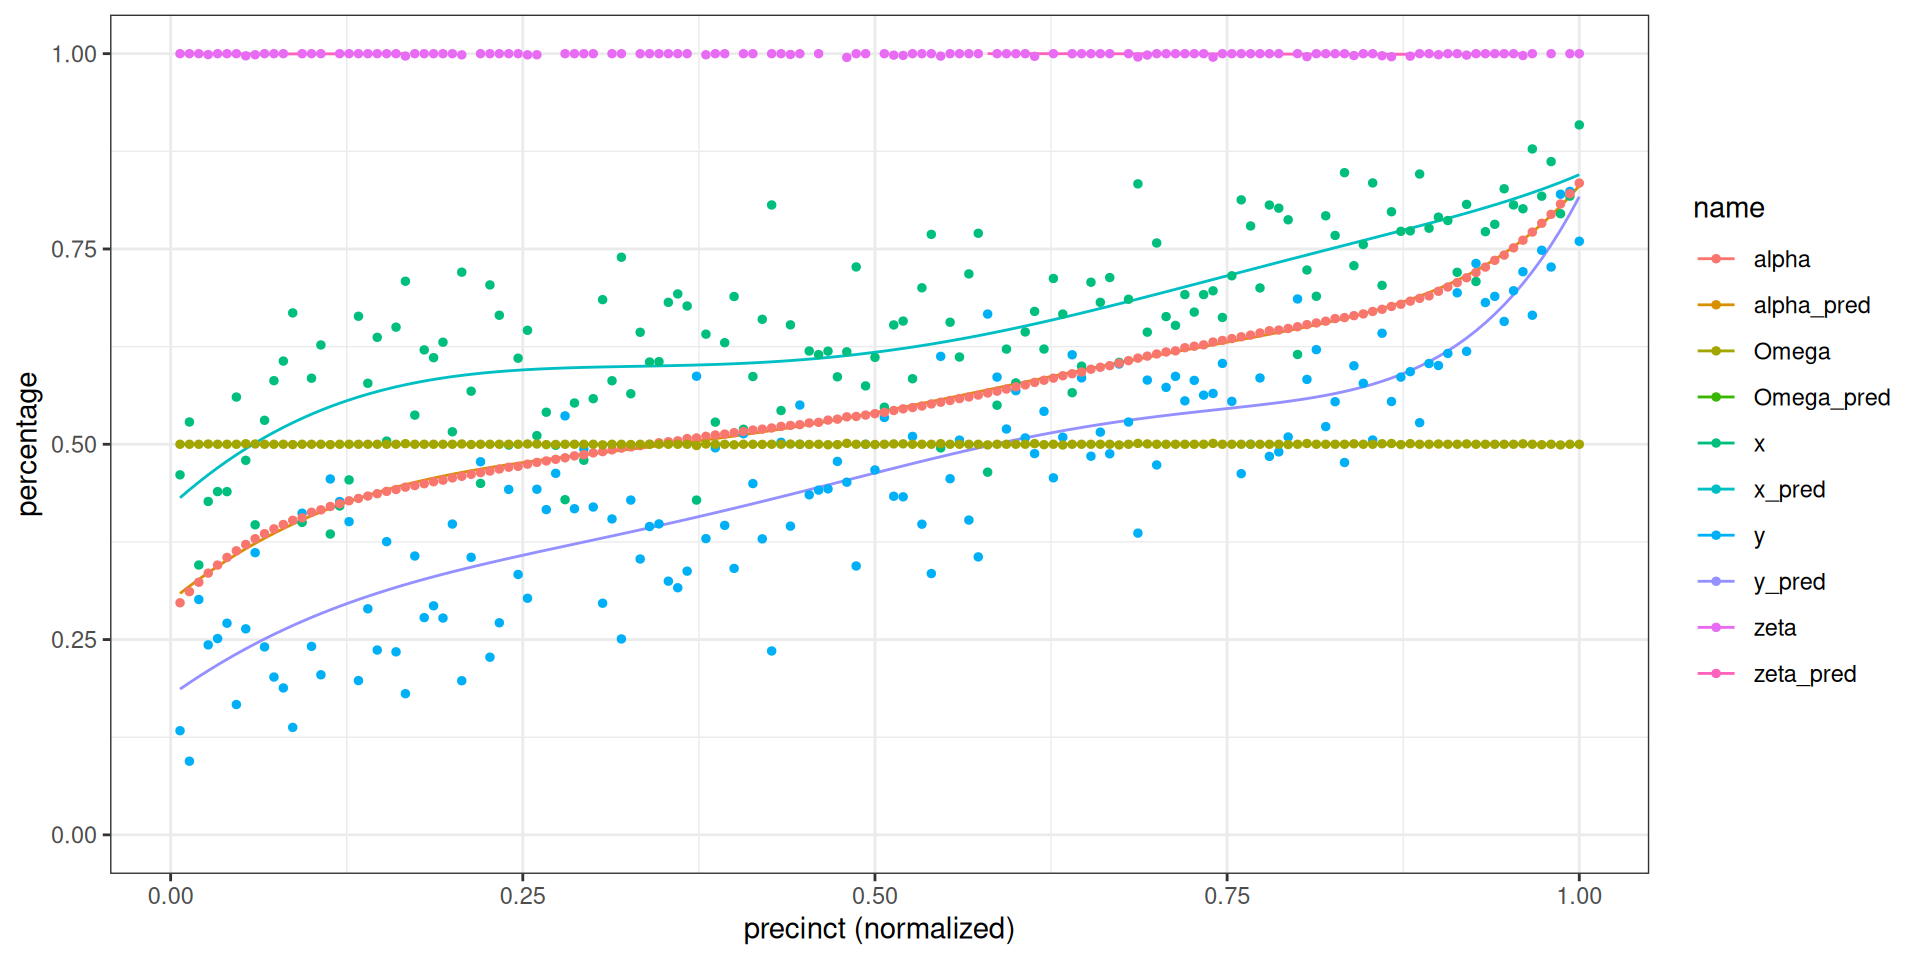 1.00
0.75
0.50
0.25
0.00
percentage
0.00 0.25 0.50 0.75 1.00
precinct (normalized)
name
alpha
alpha_pred
Omega
Omega_pred
x
x_pred
y
y_pred
zeta
zeta_pred